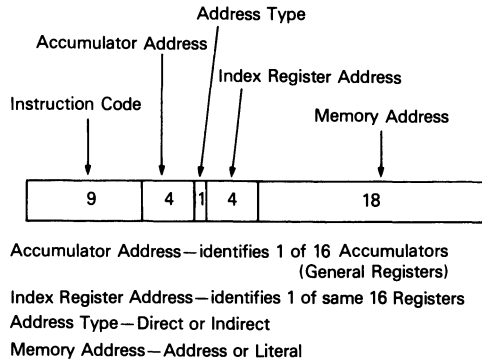 Address Type
Accumulator Address
Index Register Address
Instruction Code
Memory Address
9 4 1 4 18
Accumulator Address—identifies 1 of 16 Accumulators
(General Registers)
Index Register Address—identifies 1 of same 16 Registers
Address Type—Direct or Indirect
Memory Address—Address or Literal